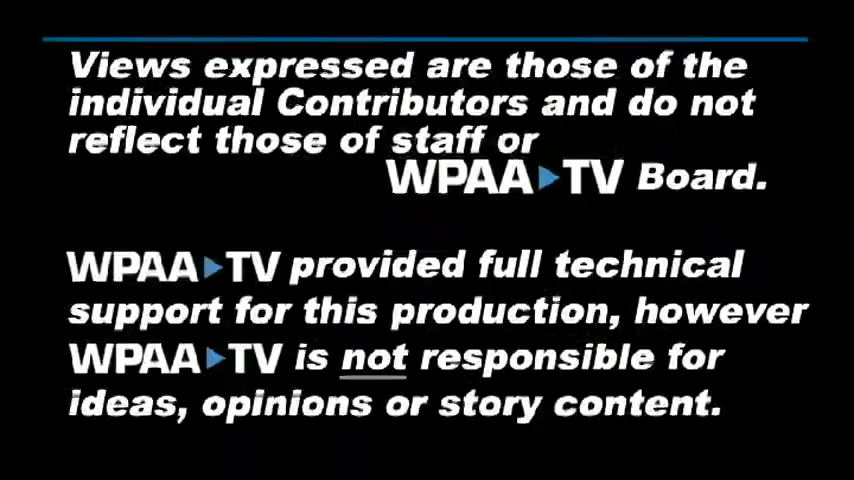 Views expressed are those of the
individual Contributors and do not
reflect those of staff or
WPAA▶TV Board.
WPAA▶TV provided full technical
support for this production, however
WPAA▶TV is not responsible for
ideas, opinions or story content.